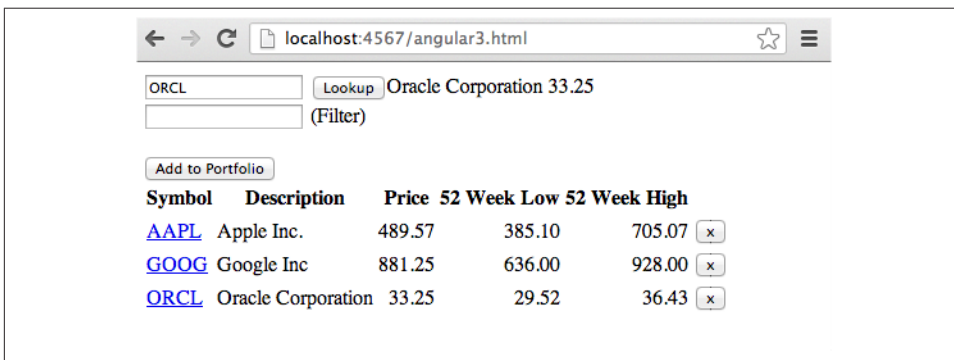 localhost:4567/angular3.html
ORCL Lookup Oracle Corporation 33.25
(Filter)
Add to Portfolio
Symbol Description Price 52 Week Low 52 Week High
AAPL Apple Inc. 489.57 385.10 705.07 x
GOOG Google Inc 881.25 636.00 928.00 x
ORCL Oracle Corporation 33.25 29.52 36.43 x